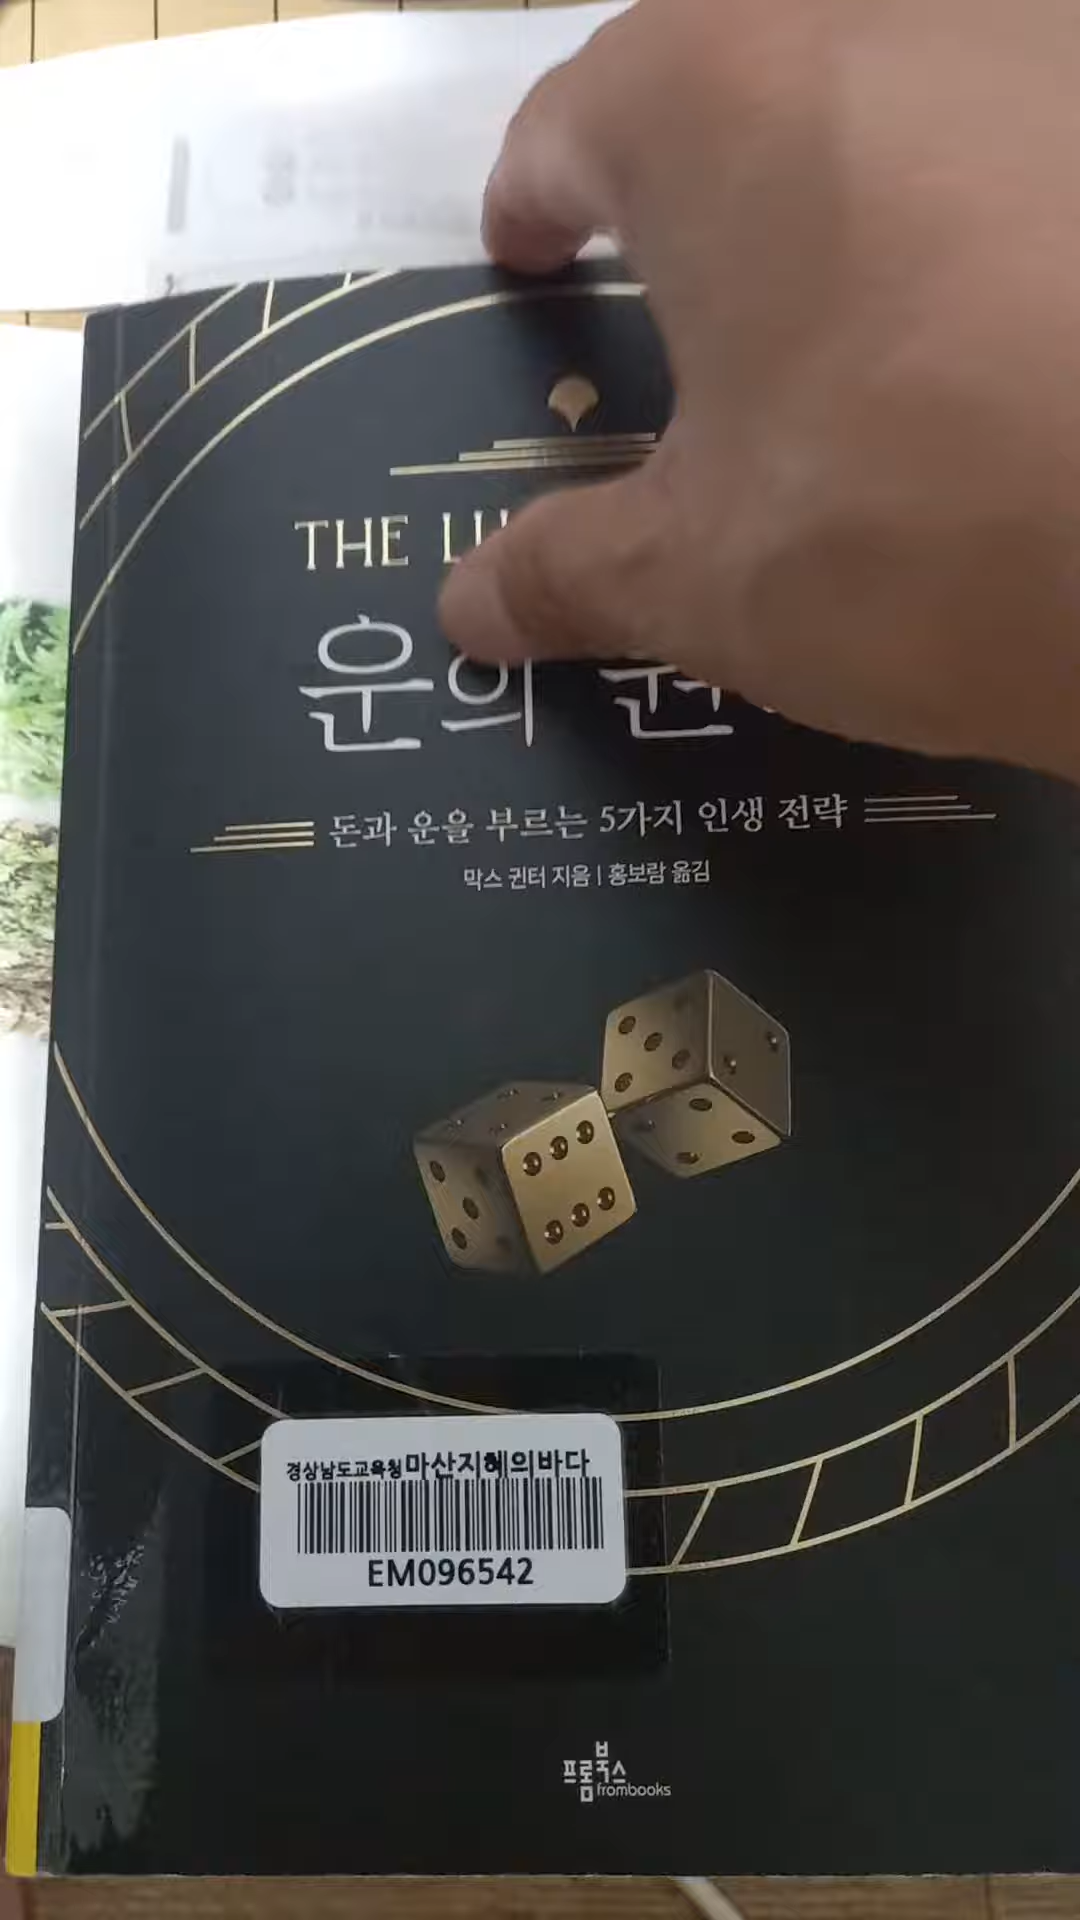 THE
운의
돈과 운을 부르는 5가지 인생 전략
막스 귄터 지음 | 홍보람 옮김
경상남도교육청마산지혜의바다
EM096542
프롬북스
frombooks